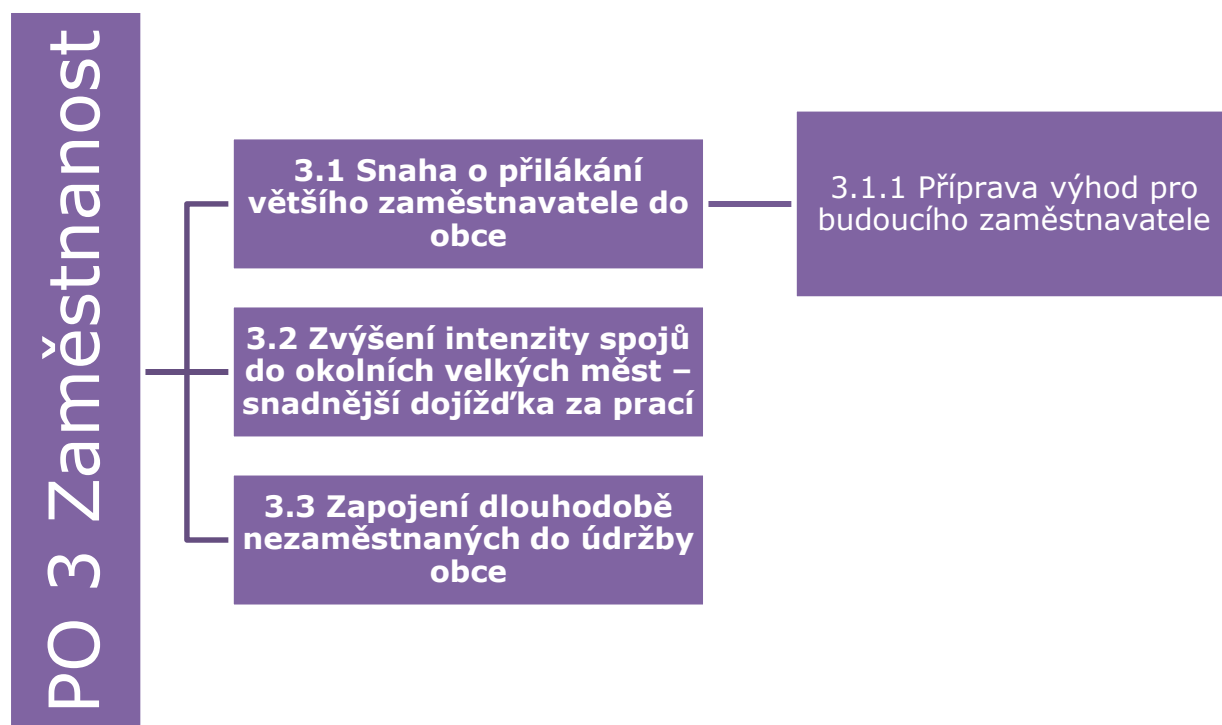 PO 3 Zaměstnanost
3.1 Snaha o přilákání
většího zaměstnavatele do
obce
3.1.1 Příprava výhod pro
budoucího zaměstnavatele
3.2 Zvýšení intenzity spojů
do okolních velkých měst –
snadnější dojížďka za prací
3.3 Zapojení dlouhodobě
nezaměstnaných do údržby
obce